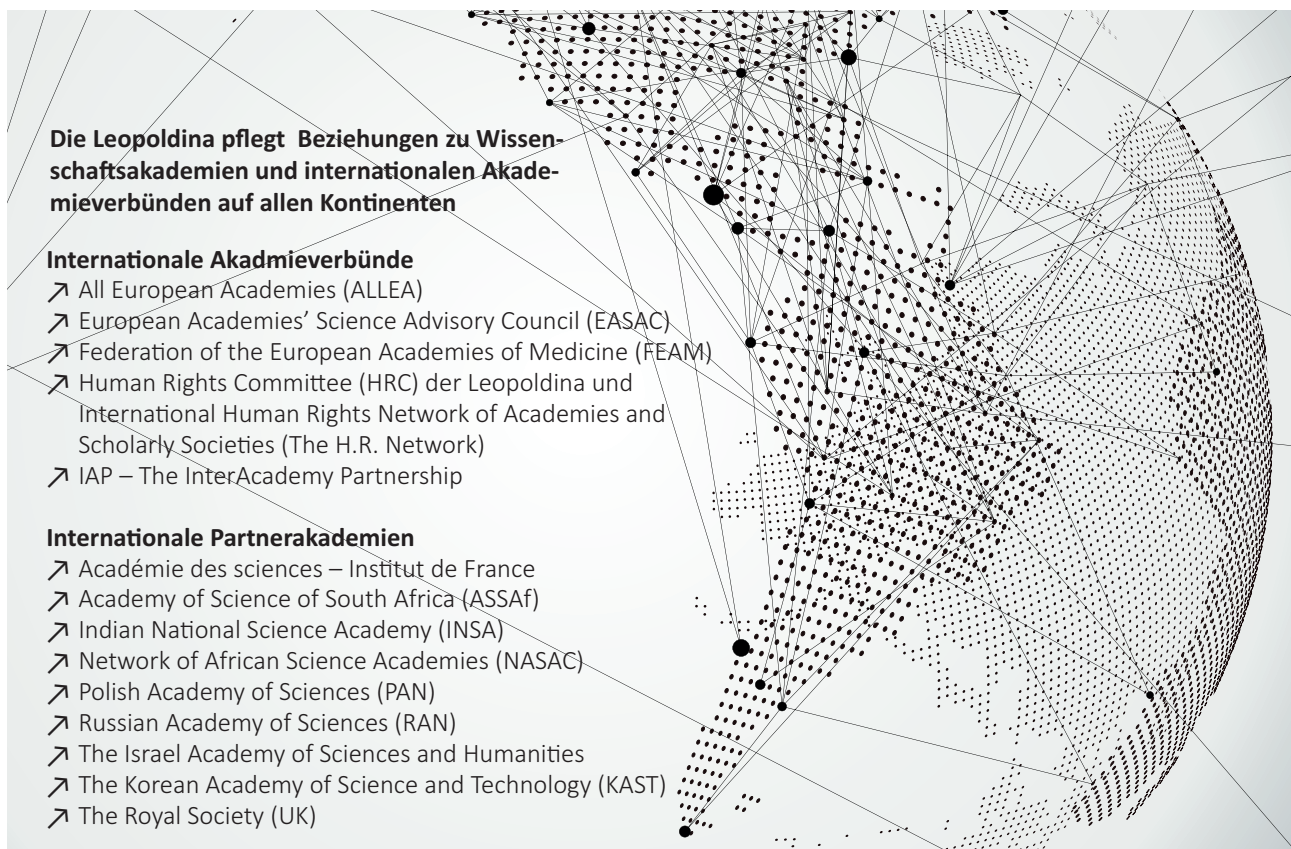 Die Leopoldina pflegt  Beziehungen zu Wissen-
schaftsakademien und internationalen Akade-
mieverbünden auf allen Kontinenten
Internationale Akadmieverbünde
↗ All European Academies (ALLEA)
↗ European Academies’ Science Advisory Council (EASAC)
↗ Federation of the European Academies of Medicine (FEAM)
↗ Human Rights Committee (HRC) der Leopoldina und
International Human Rights Network of Academies and
Scholarly Societies (The H.R. Network)
↗ IAP – The InterAcademy Partnership
Internationale Partnerakademien
↗ Académie des sciences – Institut de France
↗ Academy of Science of South Africa (ASSAf)
↗ Indian National Science Academy (INSA)
↗ Network of African Science Academies (NASAC)
↗ Polish Academy of Sciences (PAN)
↗ Russian Academy of Sciences (RAN)
↗ The Israel Academy of Sciences and Humanities
↗ The Korean Academy of Science and Technology (KAST)
↗ The Royal Society (UK)